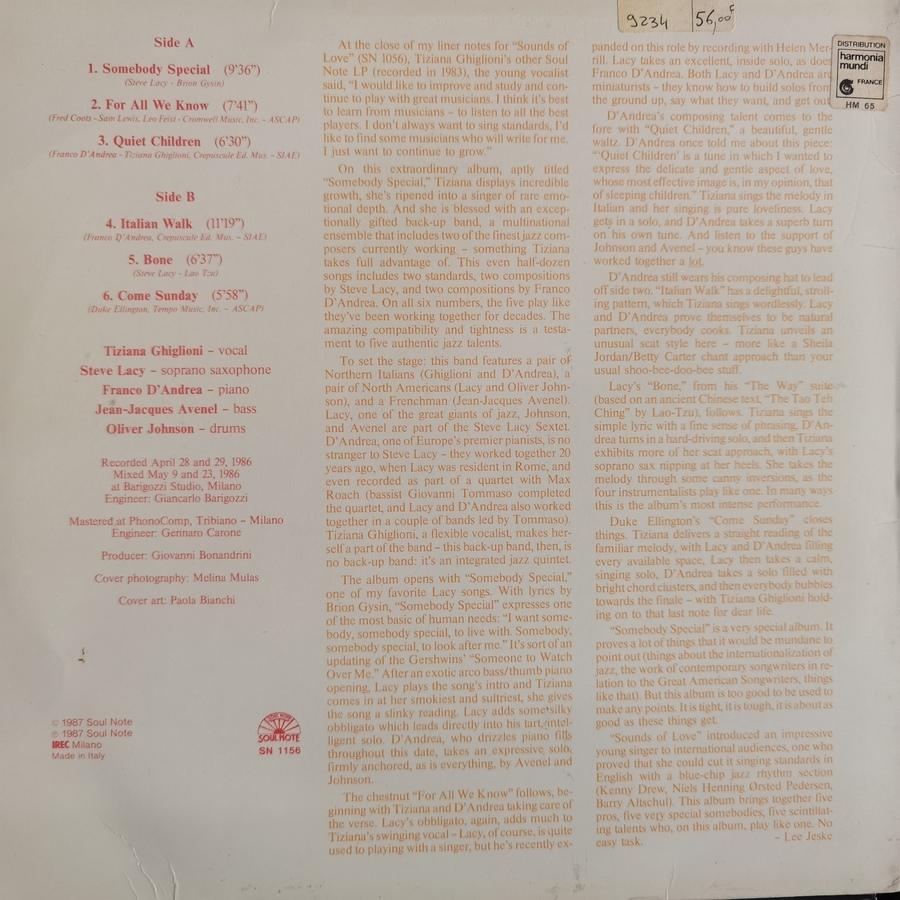 9234 56,00 F
DISTRIBUTION
harmonia
mundi
FRANCE
HM 65
Side A
1. Somebody Special (9'36")
(Steve Lacy - Brion Gysin)
2. For All We Know (7'41")
(Fred Coots - Sam Lewis, Leo Feist - Cromwell Music, Inc. - ASCAP)
3. Quiet Children (6'30")
(Franco D'Andrea - Tiziana Ghiglioni, Crepuscule Ed. Mus. - SIAE)
Side B
4. Italian Walk (11'19")
(Franco D'Andrea, Crepuscule Ed. Mus. - SIAE)
5. Bone (6'37")
(Steve Lacy - Lao Tzu)
6. Come Sunday (5'58")
(Duke Ellington, Tempo Music, Inc. - ASCAP)
Tiziana Ghiglioni – vocal
Steve Lacy – soprano saxophone
Franco D'Andrea – piano
Jean-Jacques Avenel – bass
Oliver Johnson – drums
Recorded April 28 and 29, 1986
Mixed May 9 and 23, 1986
at Barigozzi Studio, Milano
Engineer: Giancarlo Barigozzi
Mastered at PhonoComp, Tribiano – Milano
Engineer: Gennaro Carone
Producer: Giovanni Bonandrini
Cover photography: Melina Mulas
Cover art: Paola Bianchi
© 1987 Soul Note
℗ 1987 Soul Note
IREC Milano
Made in Italy
SOUL NOTE
SN 1156
At the close of my liner notes for "Sounds of
Love" (SN 1056), Tiziana Ghiglioni's other Soul
Note LP (recorded in 1983), the young vocalist
said, "I would like to improve and study and con-
tinue to play with great musicians. I think it's best
to learn from musicians – to listen to all the best
players. I don't always want to sing standards, I'd
like to find some musicians who will write for me.
I just want to continue to grow."
On this extraordinary album, aptly titled
"Somebody Special," Tiziana displays incredible
growth, she's ripened into a singer of rare emo-
tional depth. And she is blessed with an excep-
tionally gifted back-up band, a multinational
ensemble that includes two of the finest jazz com-
posers currently working – something Tiziana
takes full advantage of. This even half-dozen
songs includes two standards, two compositions
by Steve Lacy, and two compositions by Franco
D'Andrea. On all six numbers, the five play like
they've been working together for decades. The
amazing compatibility and tightness is a testa-
ment to five authentic jazz talents.
To set the stage: this band features a pair of
Northern Italians (Ghiglioni and D'Andrea), a
pair of North Americans (Lacy and Oliver John-
son), and a Frenchman (Jean-Jacques Avenel).
Lacy, one of the great giants of jazz, Johnson,
and Avenel are part of the Steve Lacy Sextet.
D'Andrea, one of Europe's premier pianists, is no
stranger to Steve Lacy – they worked together 20
years ago, when Lacy was resident in Rome, and
even recorded as part of a quartet with Max
Roach (bassist Giovanni Tommaso completed
the quartet, and Lacy and D'Andrea also worked
together in a couple of bands led by Tommaso).
Tiziana Ghiglioni, a flexible vocalist, makes her-
self a part of the band – this back-up band, then, is
no back-up band: it's an integrated jazz quintet.
The album opens with "Somebody Special,"
one of my favorite Lacy songs. With lyrics by
Brion Gysin, "Somebody Special" expresses one
of the most basic of human needs: "I want some-
body, somebody special, to live with. Somebody,
somebody special, to look after me." It's sort of an
updating of the Gershwins' "Someone to Watch
Over Me." After an exotic arco bass/thumb piano
opening, Lacy plays the song's intro and Tiziana
comes in at her smokiest and sultriest, she gives
the song a slinky reading. Lacy adds some silky
obbligato which leads directly into his tart, intel-
ligent solo. D'Andrea, who drizzles piano fills
throughout this date, takes an expressive solo,
firmly anchored, as is everything, by Avenel and
Johnson.
The chestnut "For All We Know" follows, be-
ginning with Tiziana and D'Andrea taking care of
the verse. Lacy's obbligato, again, adds much to
Tiziana's swinging vocal – Lacy, of course, is quite
used to playing with a singer, but he's recently ex-
panded on this role by recording with Helen Mer-
rill. Lacy takes an excellent, inside solo, as does
Franco D'Andrea. Both Lacy and D'Andrea are
miniaturists – they know how to build solos from
the ground up, say what they want, and get out.
D'Andrea's composing talent comes to the
fore with "Quiet Children," a beautiful, gentle
waltz. D'Andrea once told me about this piece:
"'Quiet Children' is a tune in which I wanted to
express the delicate and gentle aspect of love,
whose most effective image is, in my opinion, that
of sleeping children." Tiziana sings the melody in
Italian and her singing is pure loveliness. Lacy
gets in a solo, and D'Andrea takes a superb turn
on his own tune. And listen to the support of
Johnson and Avenel – you know these guys have
worked together a lot.
D'Andrea still wears his composing hat to lead
off side two. "Italian Walk" has a delightful, stroll-
ing pattern, which Tiziana sings wordlessly. Lacy
and D'Andrea prove themselves to be natural
partners, everybody cooks. Tiziana unveils an
unusual scat style here – more like a Sheila
Jordan/Betty Carter chant approach than your
usual shoo-bee-doo-bee stuff.
Lacy's "Bone," from his "The Way" suite
(based on an ancient Chinese text, "The Tao Teh
Ching" by Lao-Tzu), follows. Tiziana sings the
simple lyric with a fine sense of phrasing, D'An-
drea turns in a hard-driving solo, and then Tiziana
exhibits more of her scat approach, with Lacy's
soprano sax nipping at her heels. She takes the
melody through some canny inversions, as the
four instrumentalists play like one. In many ways
this is the album's most intense performance.
Duke Ellington's "Come Sunday" closes
things. Tiziana delivers a straight reading of the
familiar melody, with Lacy and D'Andrea filling
every available space, Lacy then takes a calm,
singing solo, D'Andrea takes a solo filled with
bright chord clusters, and then everybody bubbles
towards the finale – with Tiziana Ghiglioni hold-
ing on to that last note for dear life.
"Somebody Special" is a very special album. It
proves a lot of things that it would be mundane to
point out (things about the internationalization of
jazz, the work of contemporary songwriters in re-
lation to the Great American Songwriters, things
like that). But this album is too good to be used to
make any points. It is tight, it is tough, it is about as
good as these things get.
"Sounds of Love" introduced an impressive
young singer to international audiences, one who
proved that she could cut it singing standards in
English with a blue-chip jazz rhythm section
(Kenny Drew, Niels Henning Ørsted Pedersen,
Barry Altschul). This album brings together five
pros, five very special somebodies, five scintillat-
ing talents who, on this album, play like one. No
easy task. – Lee Jeske